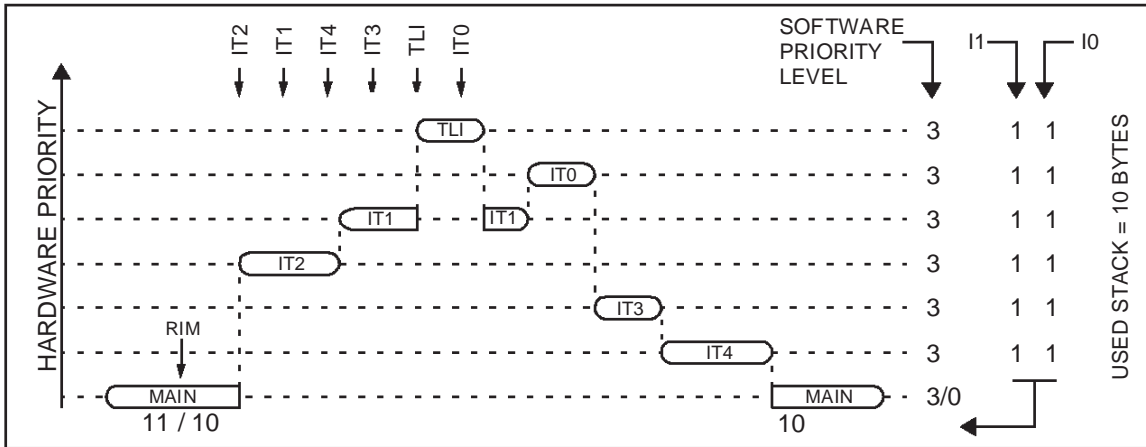 IT2
IT1
IT4
IT3
TLI
IT0
SOFTWARE
PRIORITY
LEVEL
I1
I0
HARDWARE PRIORITY
TLI
3
1 1
IT0
3
1 1
IT1
IT1
3
1 1
IT2
3
1 1
IT3
3
1 1
RIM
IT4
3
1 1
MAIN
MAIN
3/0
11 / 10
10
USED STACK = 10 BYTES